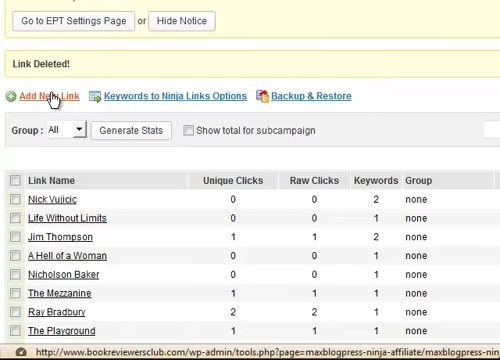 Go to EPT Settings Page or Hide Notice
Link Deleted!
Add New Link Keywords to Ninja Links Options Backup & Restore
Group : All Generate Stats Show total for subcampaign
Link Name Unique Clicks Raw Clicks Keywords Group
Nick Vujicic 0 0 2 none
Life Without Limits 0 0 1 none
Jim Thompson 1 1 2 none
A Hell of a Woman 0 0 1 none
Nicholson Baker 0 0 1 none
The Mezzanine 1 1 1 none
Ray Bradbury 2 2 1 none
The Playground 1 1 1 none
http://www.bookreviewersclub.com/wp-admin/tools.php?page=maxblogpress-ninja-affiliate/maxblogpress-nin